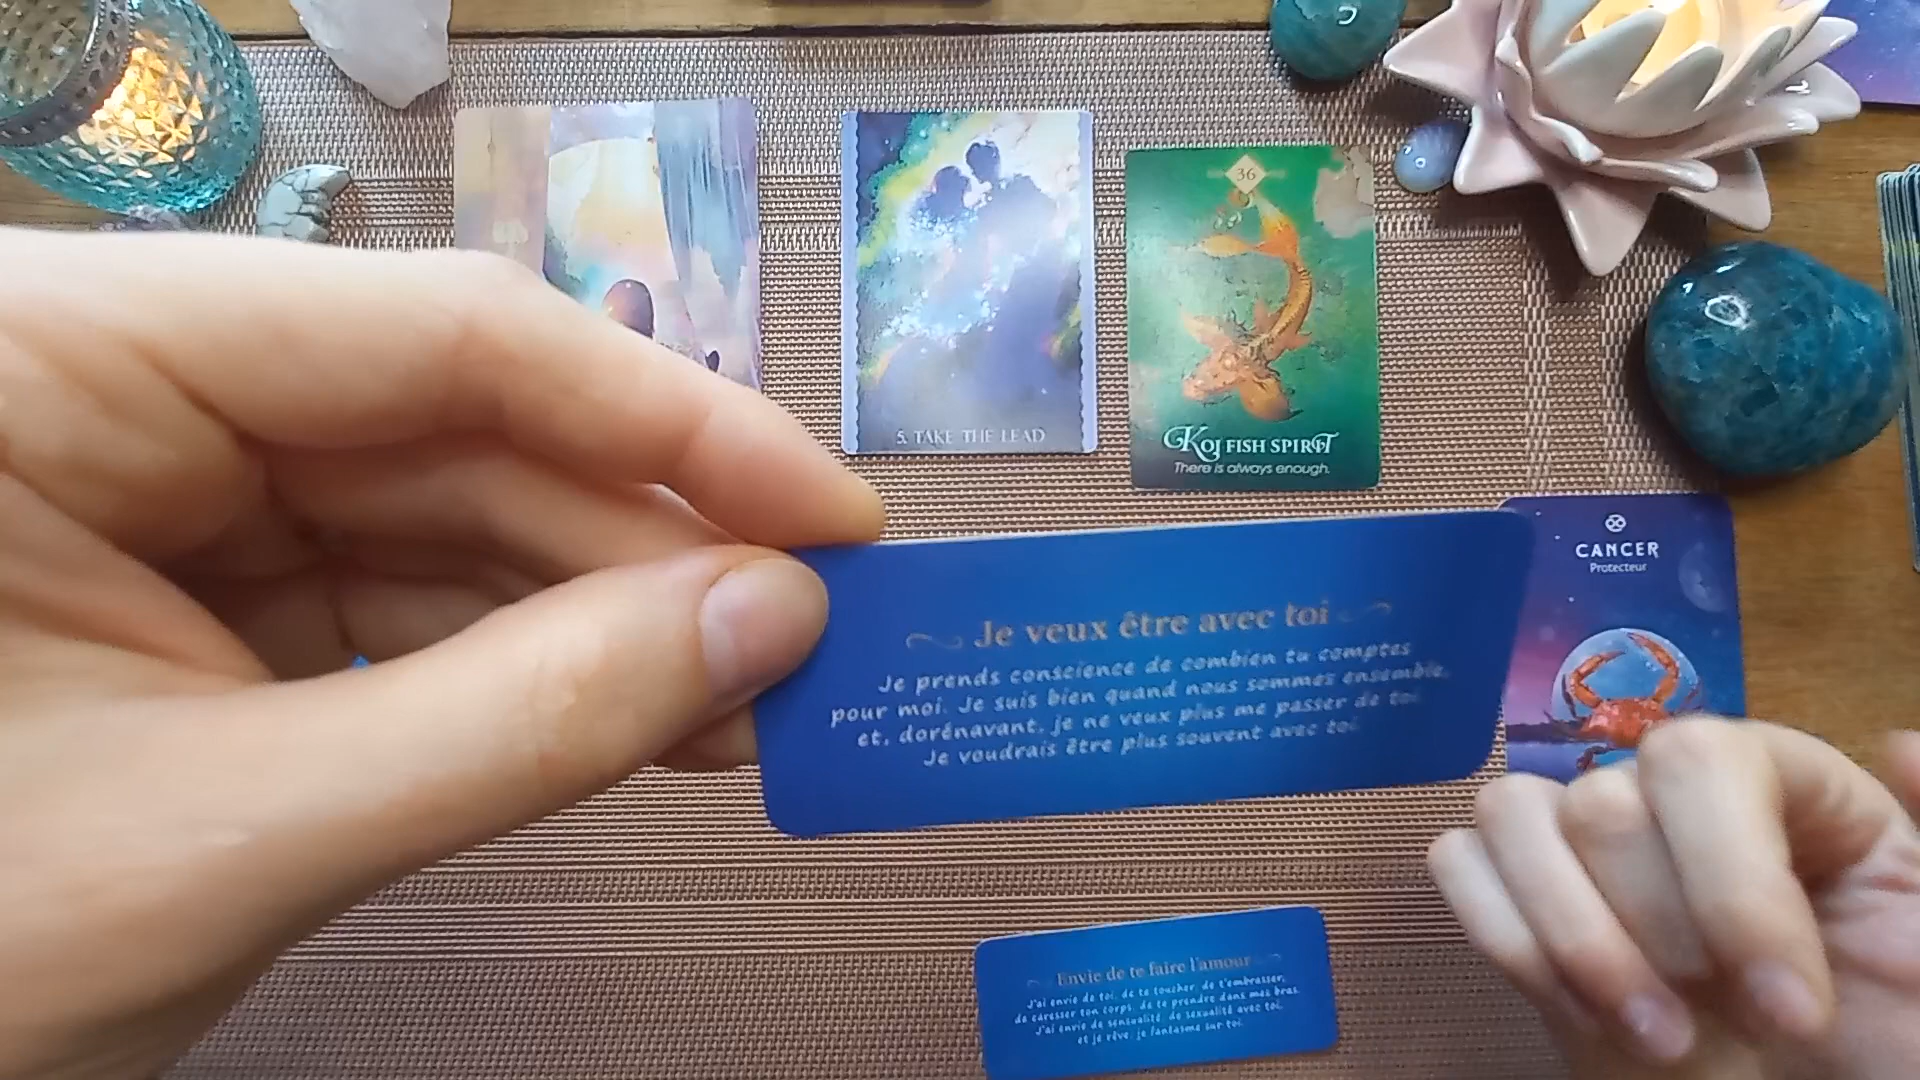 5. TAKE THE LEAD
36
KOJ FISH SPIRIT
There is always enough.
CANCER
Protecteur
Je veux être avec toi
Je prends conscience de combien tu comptes
pour moi. Je suis bien quand nous sommes ensemble,
et, dorénavant, je ne veux plus me passer de toi.
Je voudrais être plus souvent avec toi.
Envie de te faire l'amour
J'ai envie de toi, de te toucher, de t'embrasser,
de caresser ton corps, de te prendre dans mes bras.
J'ai envie de sensualité, de sexualité avec toi,
et je rêve, je fantasme sur toi.